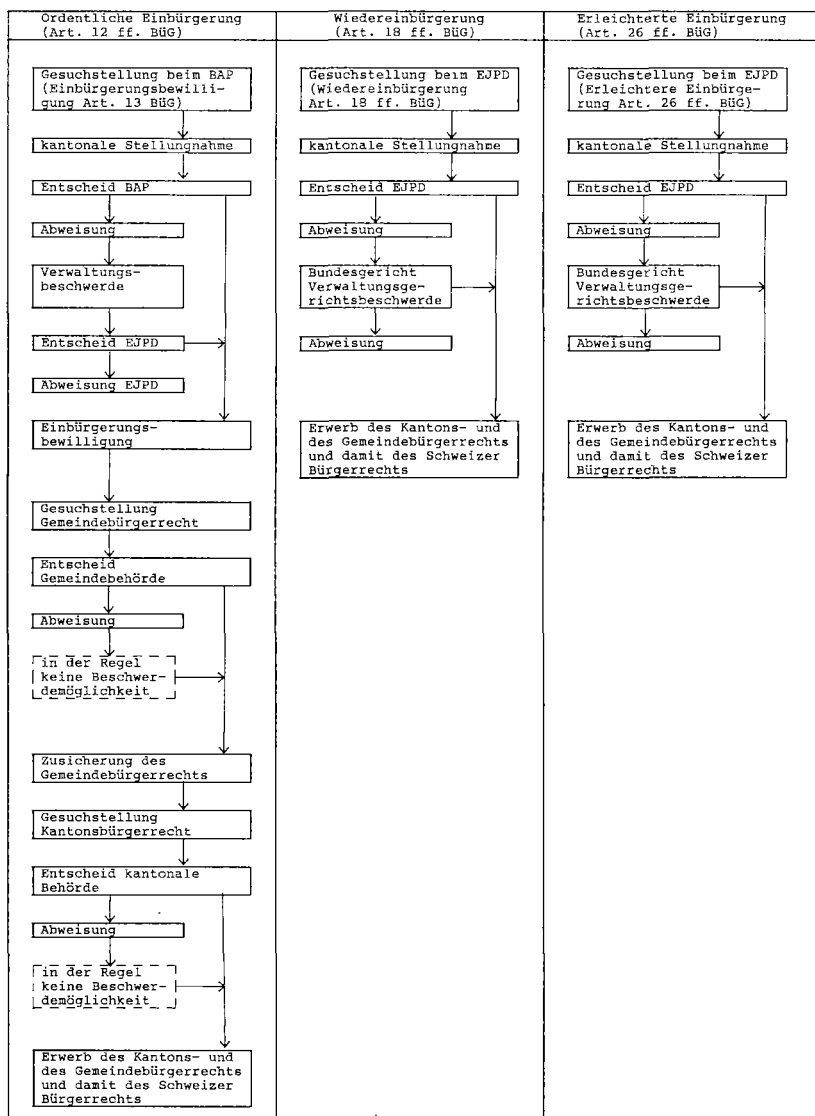 Ordentliche Einbürgerung
(Art. 12 ff. BüG)
Gesuchstellung beim BAP
(Einbürgerungsbewilli-
gung Art. 13 BüG)
kantonale Stellungnahme
Entscheid BAP
Abweisung
Verwaltungs-
beschwerde
Entscheid EJPD
Abweisung EJPD
Einbürgerungs-
bewilligung
Gesuchstellung
Gemeindebürgerrecht
Entscheid
Gemeindebehörde
Abweisung
in der Regel
keine Beschwer-
demöglichkeit
Zusicherung des
Gemeindebürgerrechts
Gesuchstellung
Kantonsbürgerrecht
Entscheid kantonale
Behörde
Abweisung
in der Regel
keine Beschwer-
demöglichkeit
Erwerb des Kantons- und
des Gemeindebürgerrechts
und damit des Schweizer
Bürgerrechts
Wiedereinbürgerung
(Art. 18 ff. BüG)
Gesuchstellung beim EJPD
(Wiedereinbürgerung
Art. 18 ff. BüG)
kantonale Stellungnahme
Entscheid EJPD
Abweisung
Bundesgericht
Verwaltungsge-
richtsbeschwerde
Abweisung
Erwerb des Kantons- und
des Gemeindebürgerrechts
und damit des Schweizer
Bürgerrechts
Erleichterte Einbürgerung
(Art. 26 ff. BüG)
Gesuchstellung beim EJPD
(Erleichtere Einbürge-
rung Art. 26 ff. BüG)
kantonale Stellungnahme
Entscheid EJPD
Abweisung
Bundesgericht
Verwaltungsge-
richtsbeschwerde
Abweisung
Erwerb des Kantons- und
des Gemeindebürgerrechts
und damit des Schweizer
Bürgerrechts